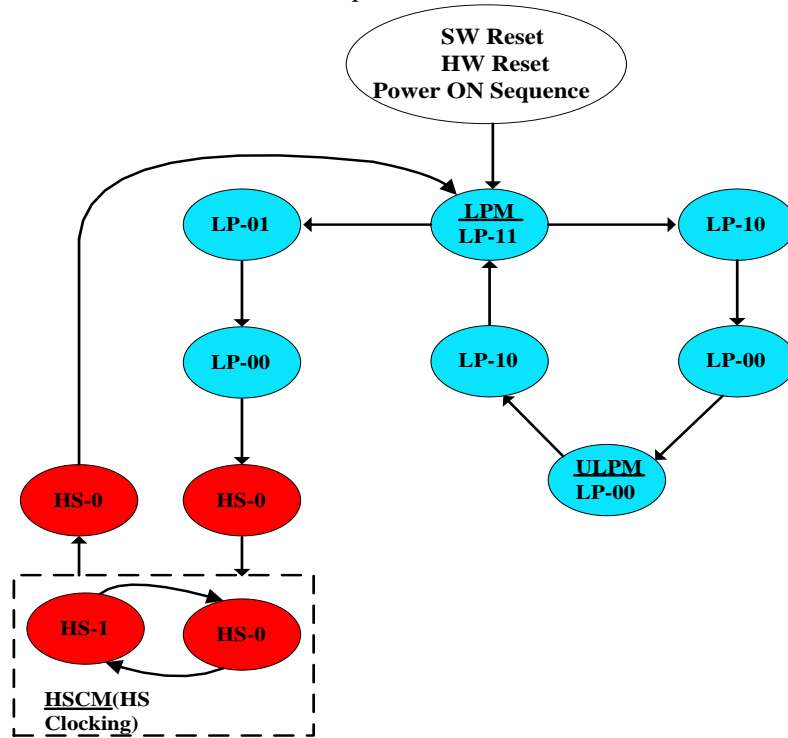 SW Reset
HW Reset
Power ON Sequence
LP-01
LPM
LP-11
LP-10
LP-00
LP-10
LP-00
ULPM
LP-00
HS-0
HS-0
HS-1
HS-0
HSCM(HS
Clocking)